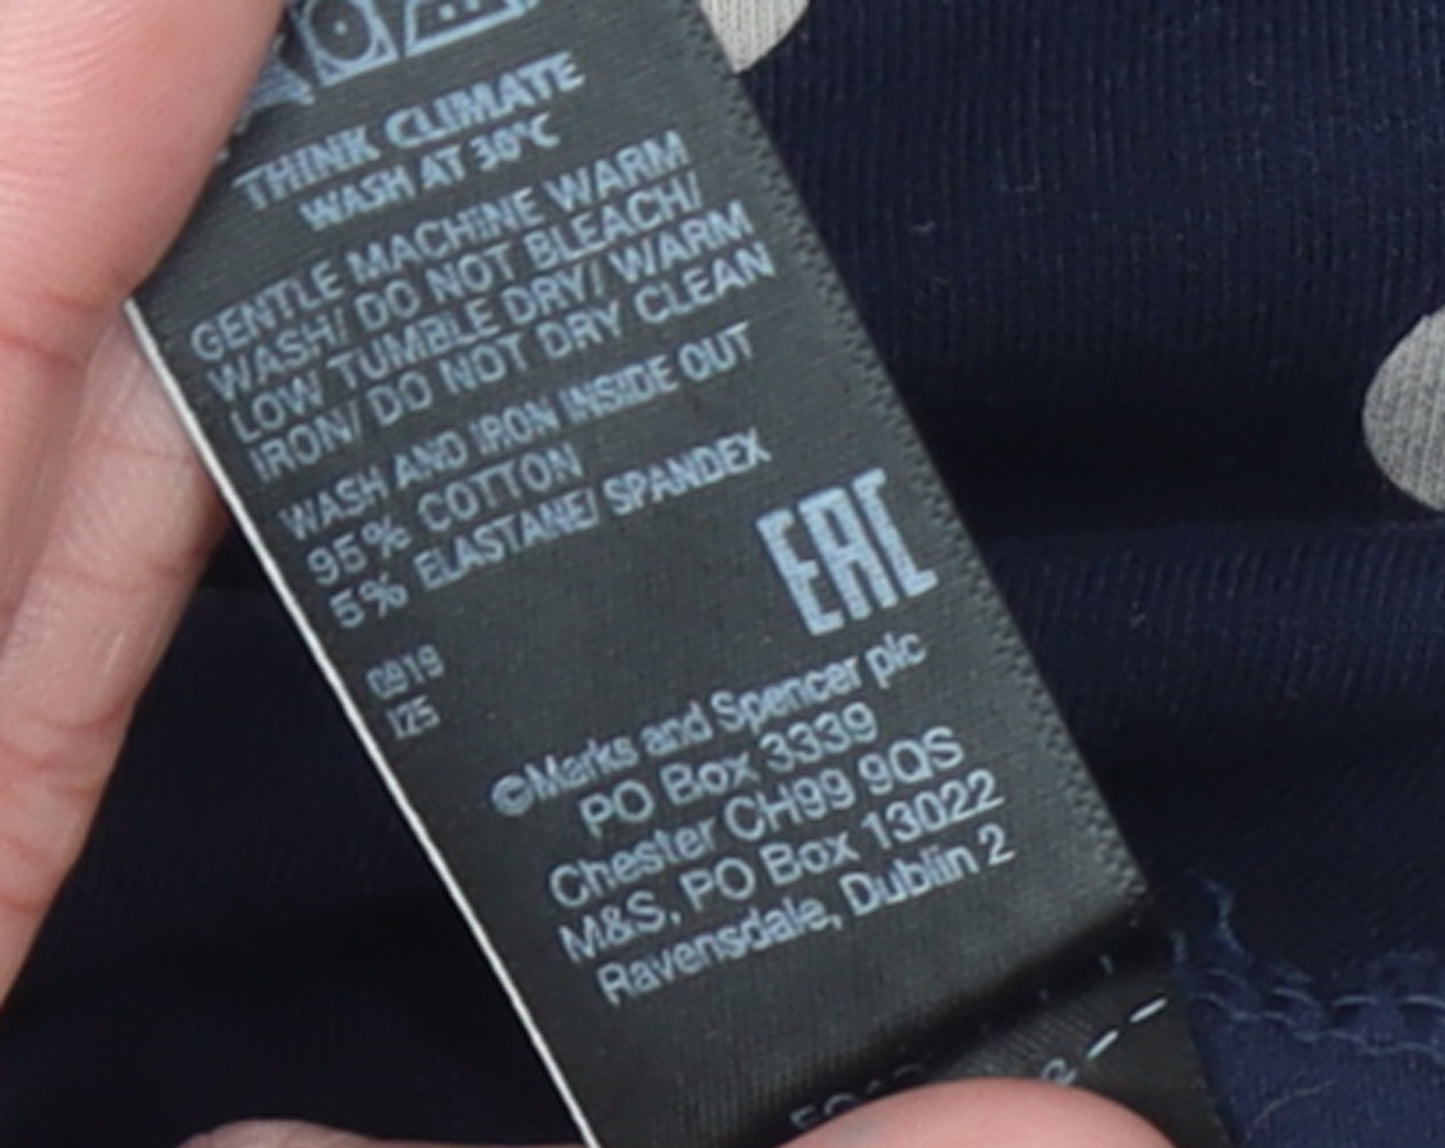 THINK CLIMATE
WASH AT 30°C
GENTLE MACHINE WARM
WASH/ DO NOT BLEACH/
LOW TUMBLE DRY/ WARM
IRON/ DO NOT DRY CLEAN
WASH AND IRON INSIDE OUT
95% COTTON
5% ELASTANE/ SPANDEX
EAC
0919
I25
©Marks and Spencer plc
PO Box 3339
Chester CH99 9QS
M&S, PO Box 13022
Ravensdale, Dublin 2